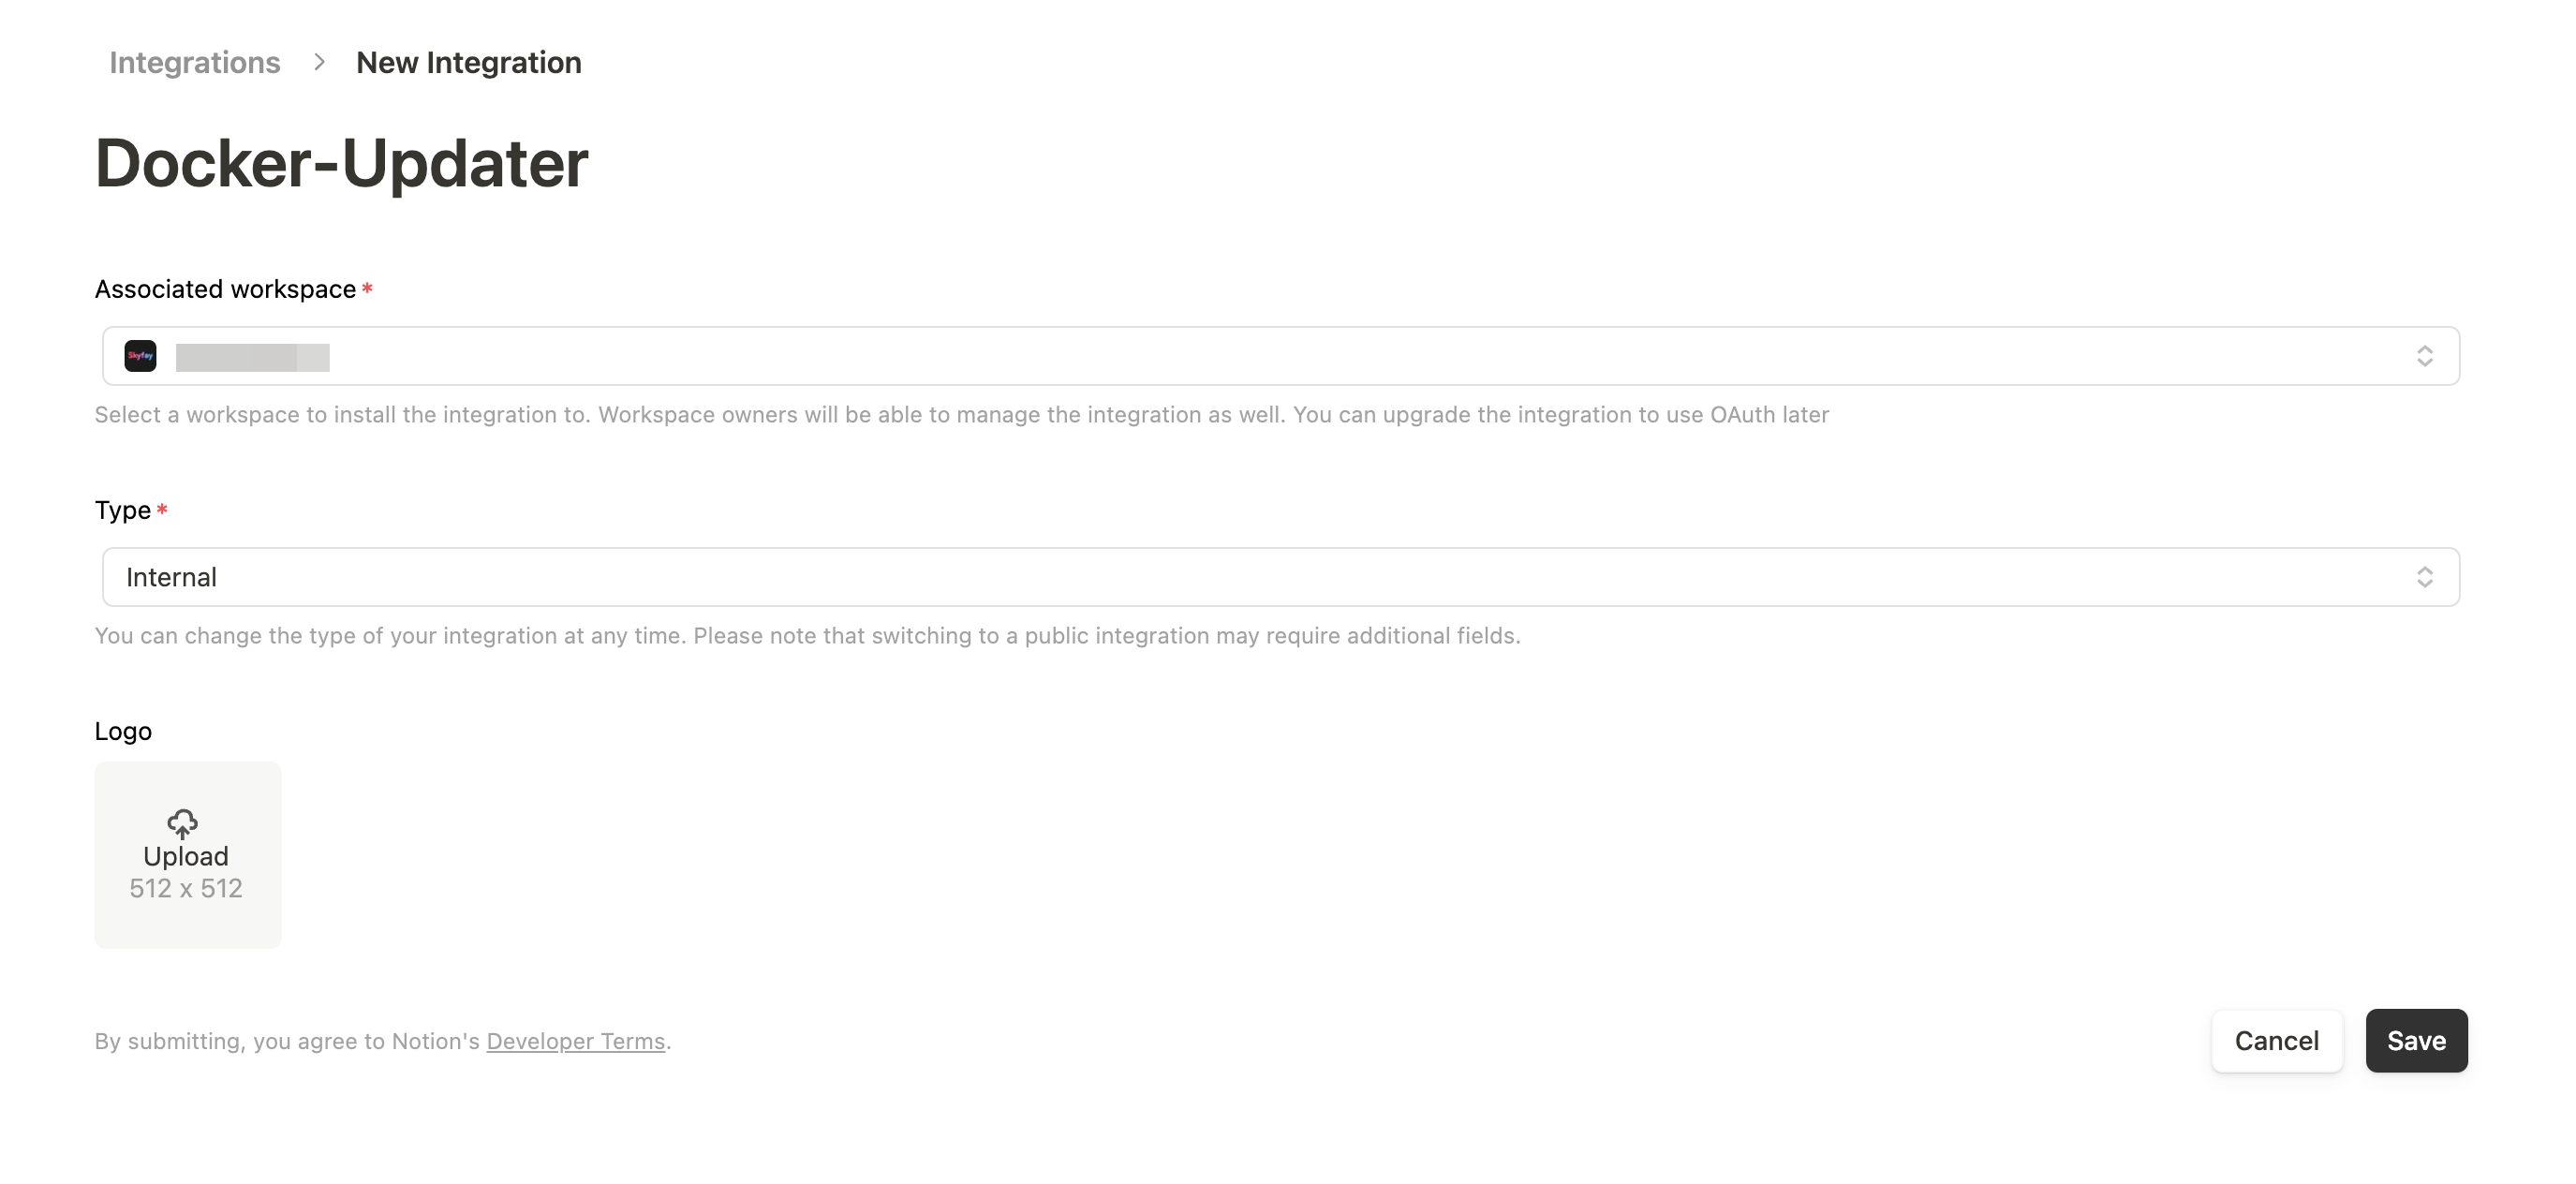 Integrations > New Integration
Docker-Updater
Associated workspace *
Skyfay
Select a workspace to install the integration to. Workspace owners will be able to manage the integration as well. You can upgrade the integration to use OAuth later
Type *
Internal
You can change the type of your integration at any time. Please note that switching to a public integration may require additional fields.
Logo
Upload
512 x 512
By submitting, you agree to Notion's Developer Terms.
Cancel
Save